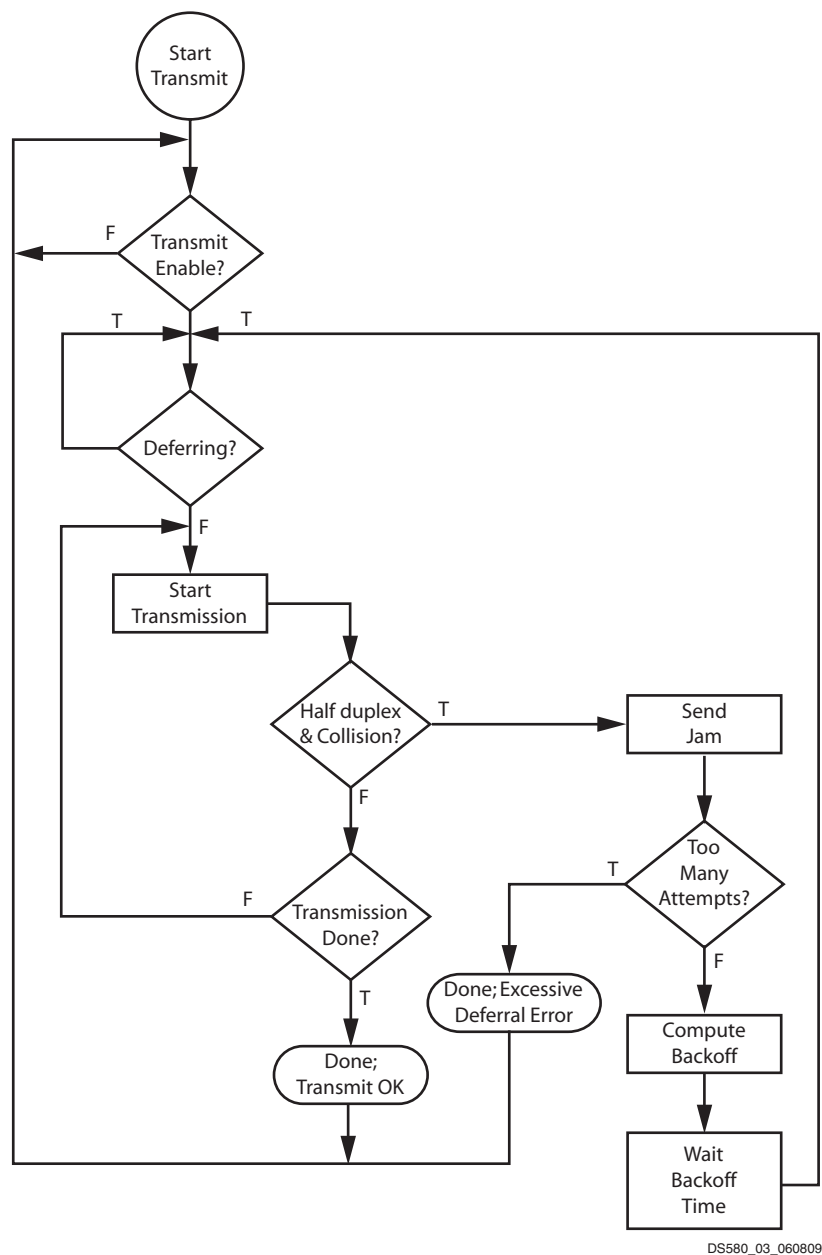 Start
Transmit
F
Transmit
Enable?
T
T
Deferring?
F
Start
Transmission
Half duplex
& Collision?
T
Send
Jam
F
Too
Many
Attempts?
T
F
Transmission
Done?
F
T
Done; Excessive
Deferral Error
Compute
Backoff
Done;
Transmit OK
Wait
Backoff
Time
DS580_03_060809